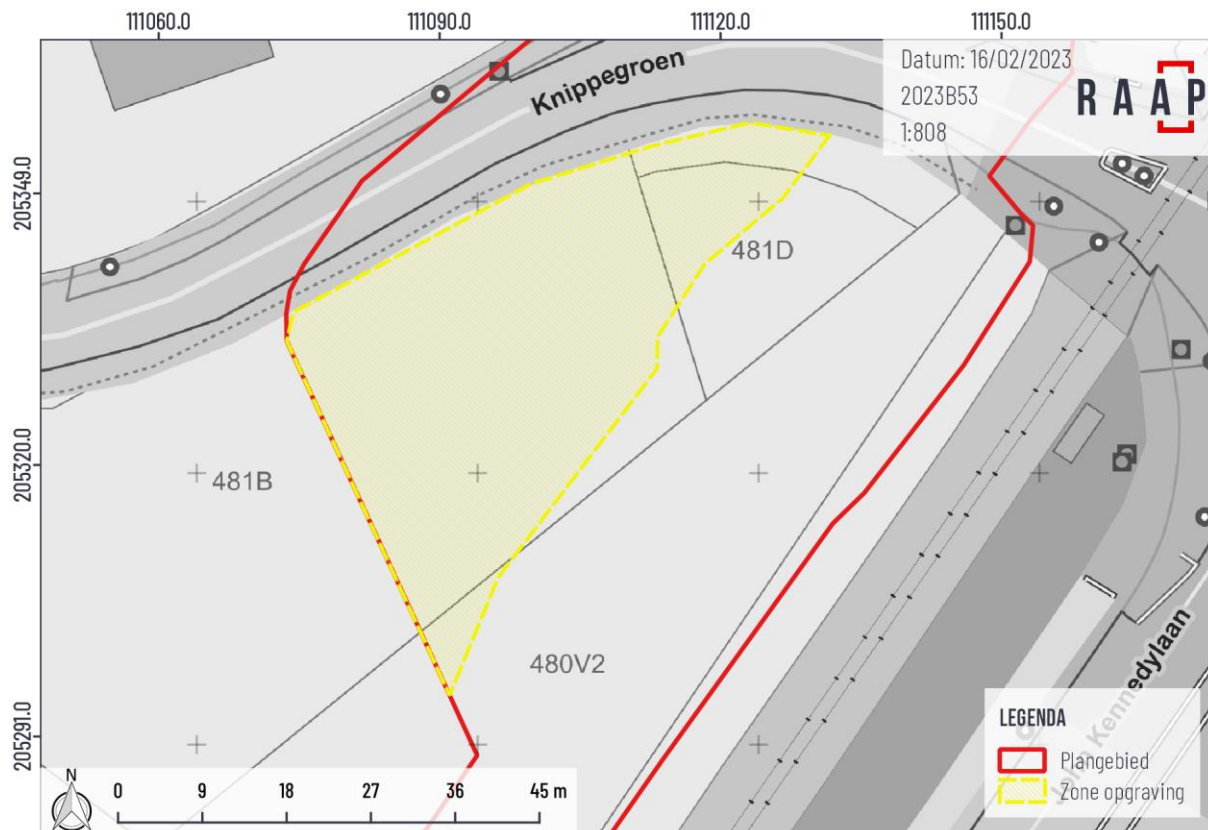 111060.0 111090.0 111120.0 111150.0
Datum: 16/02/2023
2023B53
1:808
RAAP
Knippegroen
205349.0
481D
205320.0
481B
480V2
205291.0
John Kennedylaan
LEGENDA
Plangebied
Zone opgraving
N
0 9 18 27 36 45 m